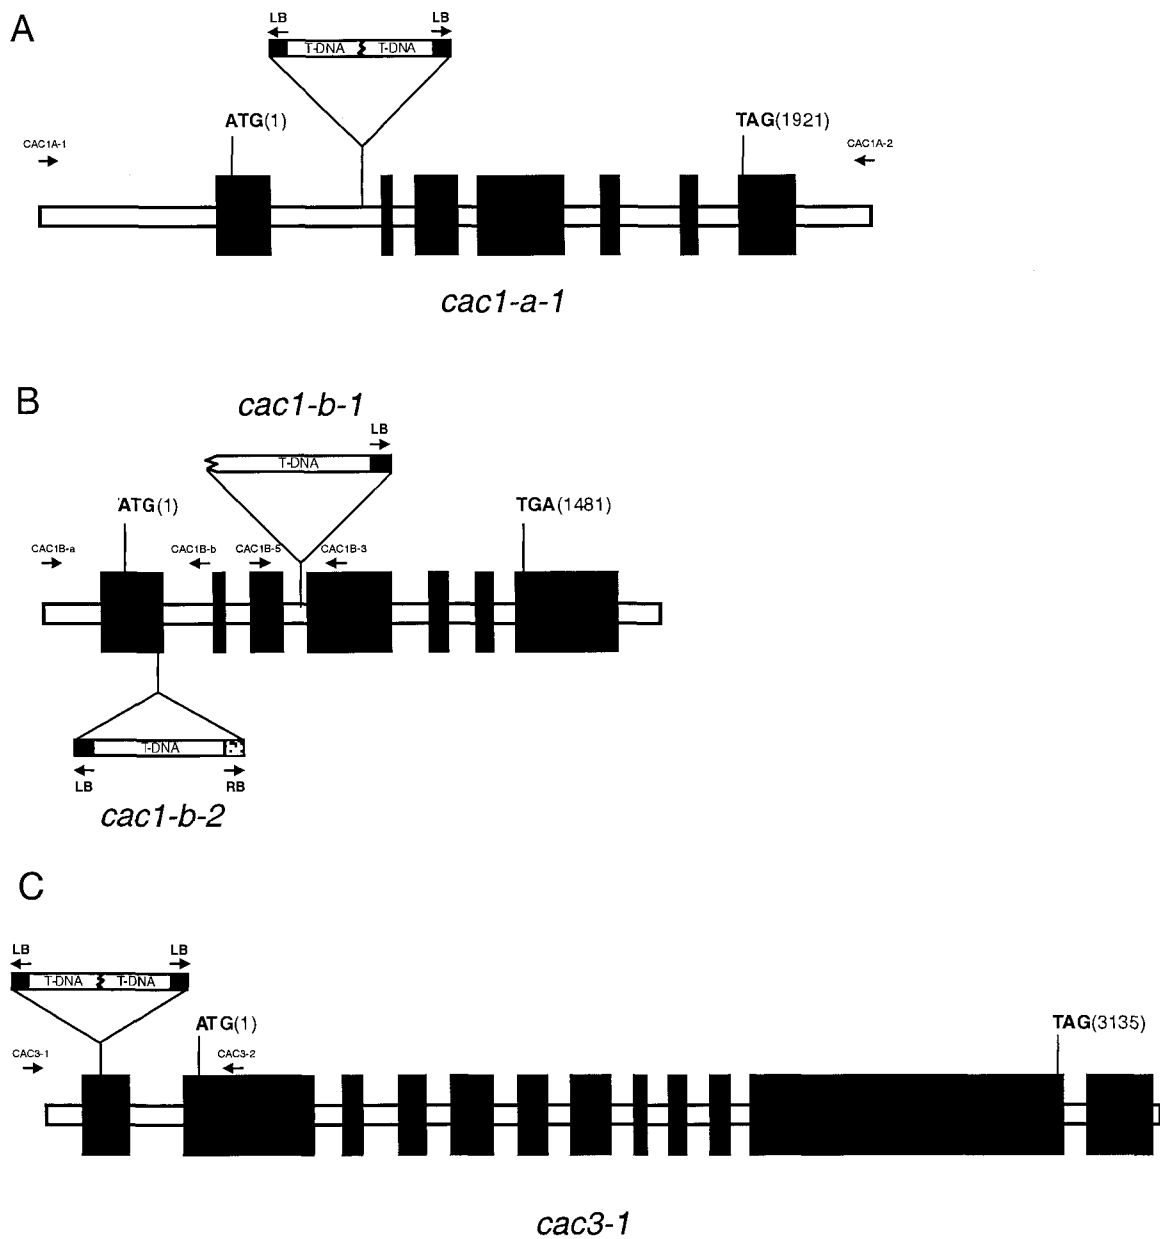 A
LB LB
T-DNA T-DNA
ATG(1) TAG(1921)
CAC1A-1 CAC1A-2
cac1-a-1
B
cac1-b-1
LB
T-DNA
ATG(1) TGA(1481)
CAC1B-a CAC1B-b CAC1B-5 CAC1B-3
T-DNA
LB RB
cac1-b-2
C
LB LB
T-DNA T-DNA
ATG(1) TAG(3135)
CAC3-1 CAC3-2
cac3-1